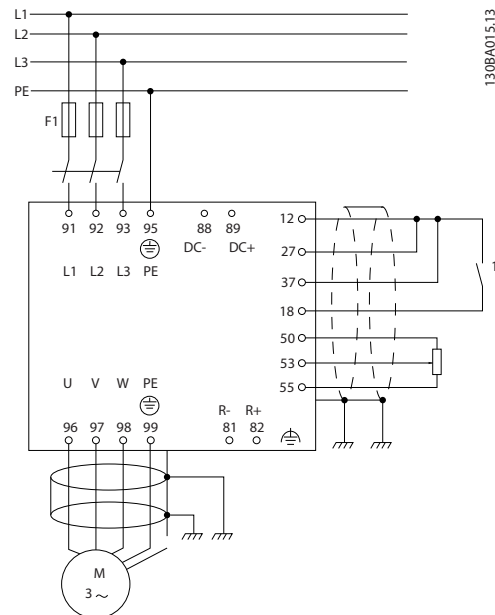 L1
L2
L3
PE
F1
130BA015.13
91 92 93 95 88 89
DC- DC+
L1 L2 L3 PE
12
27
37
18
50
53
55
1
U V W PE
R- R+
96 97 98 99 81 82
M
3 ~